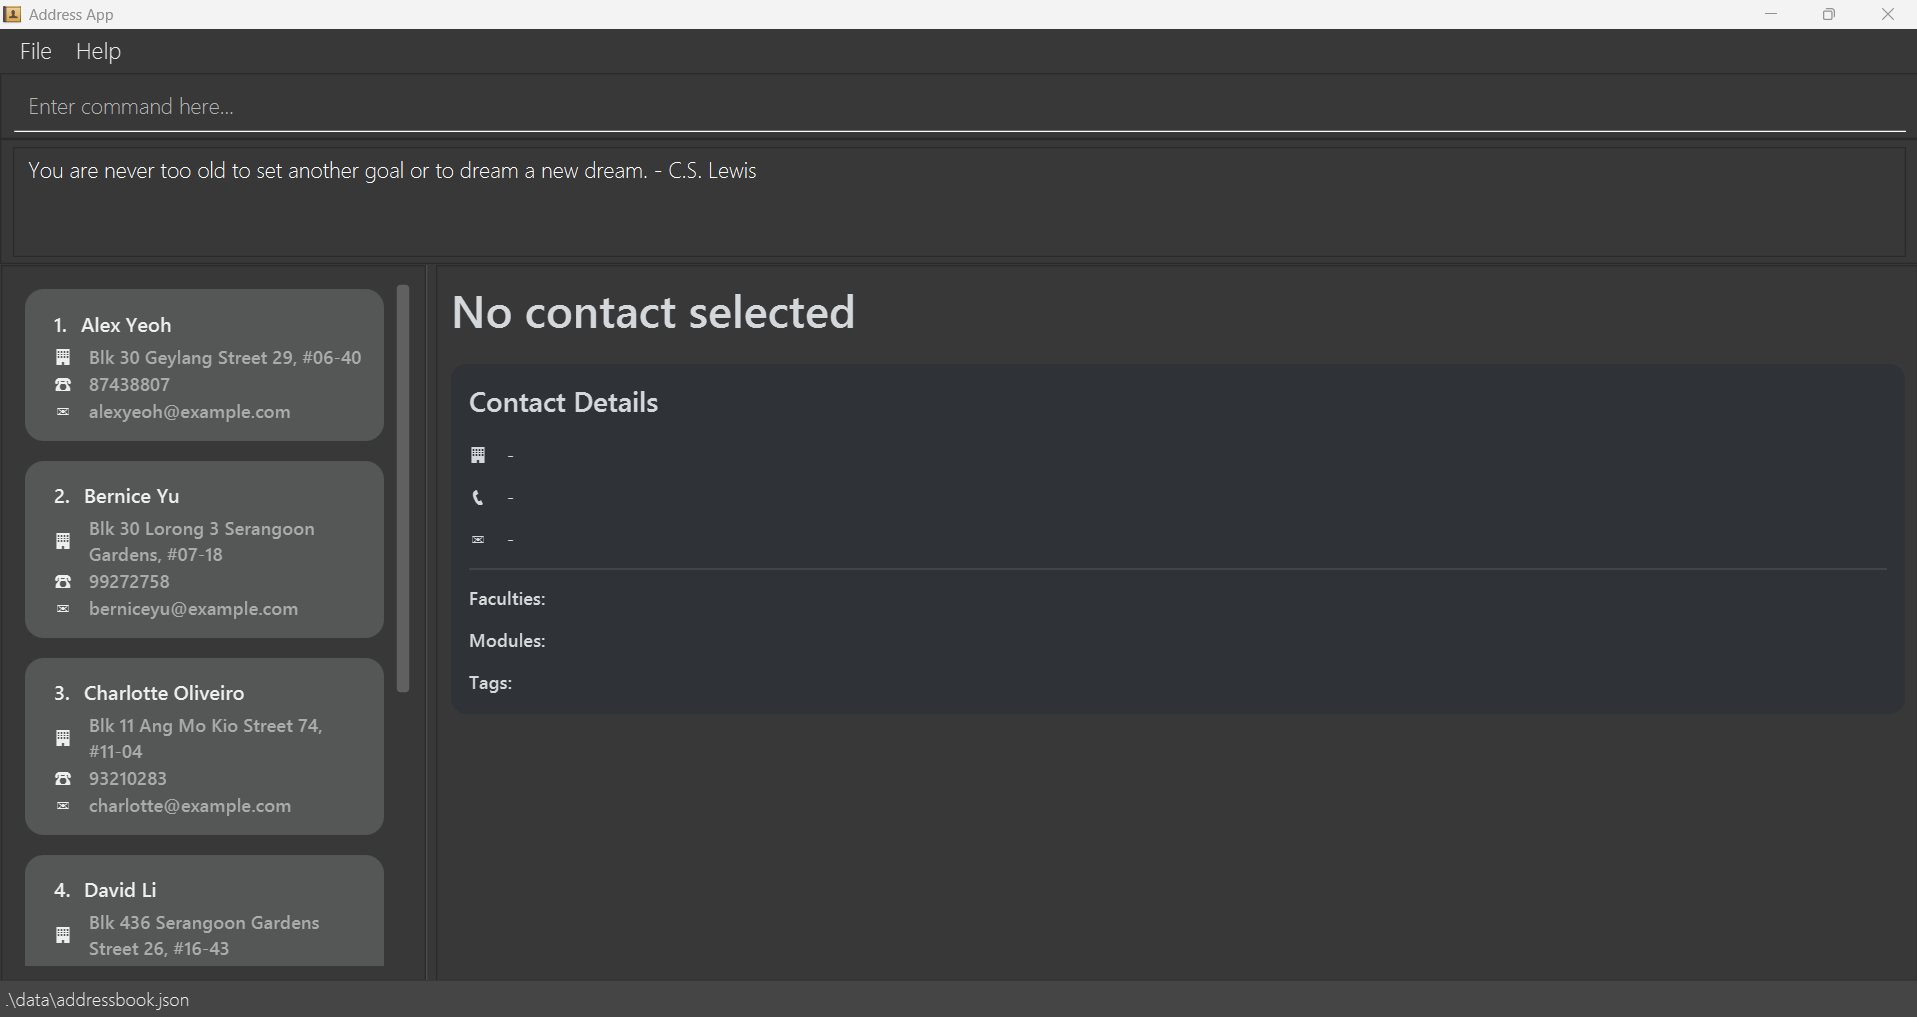 Address App
File Help
Enter command here...
You are never too old to set another goal or to dream a new dream. - C.S. Lewis
1. Alex Yeoh
Blk 30 Geylang Street 29, #06-40
87438807
alexyeoh@example.com
2. Bernice Yu
Blk 30 Lorong 3 Serangoon
Gardens, #07-18
99272758
berniceyu@example.com
3. Charlotte Oliveiro
Blk 11 Ang Mo Kio Street 74,
#11-04
93210283
charlotte@example.com
4. David Li
Blk 436 Serangoon Gardens
Street 26, #16-43
No contact selected
Contact Details
-
-
-
Faculties:
Modules:
Tags:
.\data\addressbook.json